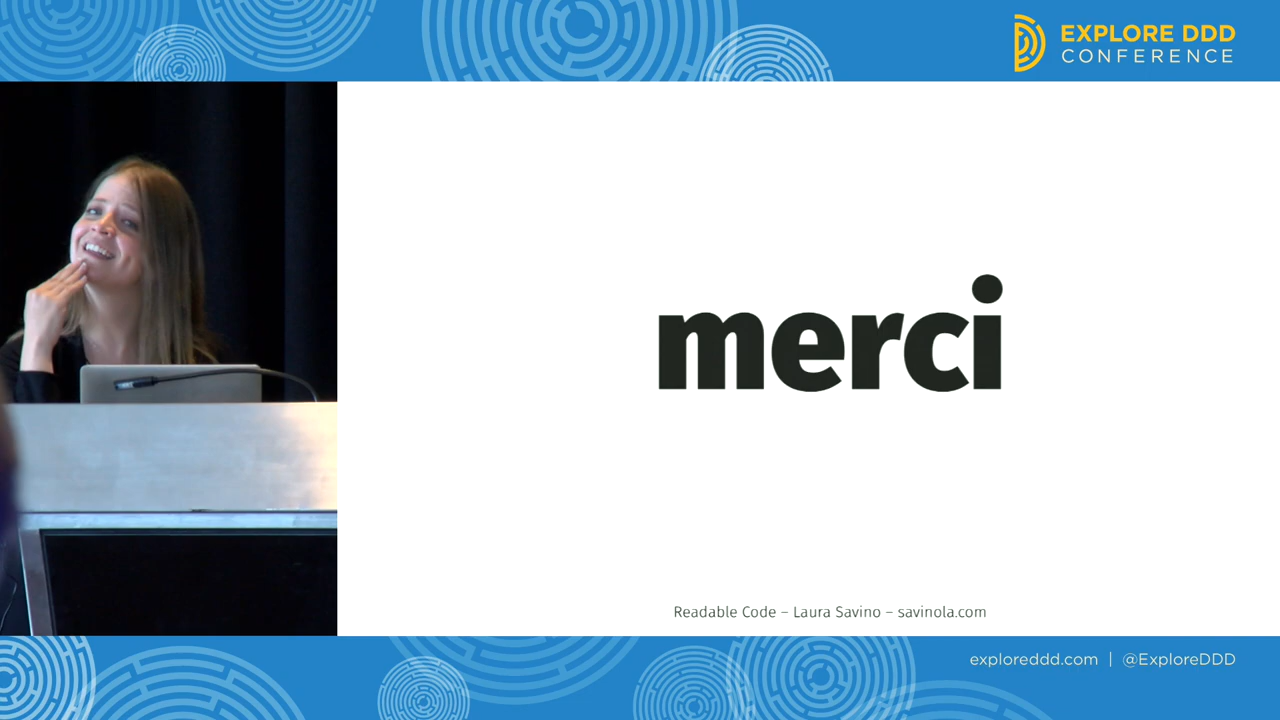 EXPLORE DDD
CONFERENCE
merci
Readable Code – Laura Savino – savinola.com
exploreddd.com | @ExploreDDD